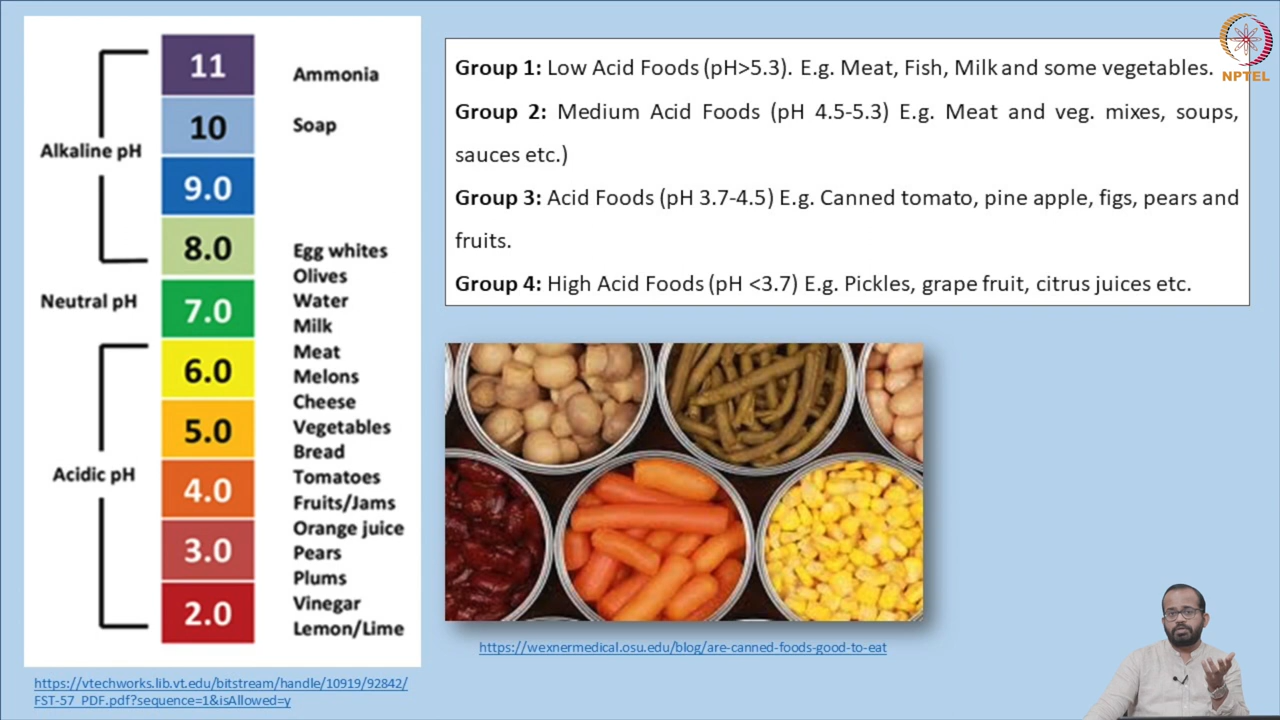 11
10
9.0
8.0
7.0
6.0
5.0
4.0
3.0
2.0
Alkaline pH
Neutral pH
Acidic pH
Ammonia
Soap
Egg whites
Olives
Water
Milk
Meat
Melons
Cheese
Vegetables
Bread
Tomatoes
Fruits/Jams
Orange juice
Pears
Plums
Vinegar
Lemon/Lime
https://vtechworks.lib.vt.edu/bitstream/handle/10919/92842/
FST-57_PDF.pdf?sequence=1&isAllowed=y
Group 1: Low Acid Foods (pH>5.3). E.g. Meat, Fish, Milk and some vegetables.
Group 2: Medium Acid Foods (pH 4.5-5.3) E.g. Meat and veg. mixes, soups,
sauces etc.)
Group 3: Acid Foods (pH 3.7-4.5) E.g. Canned tomato, pine apple, figs, pears and
fruits.
Group 4: High Acid Foods (pH <3.7) E.g. Pickles, grape fruit, citrus juices etc.
NPTEL
https://wexnermedical.osu.edu/blog/are-canned-foods-good-to-eat